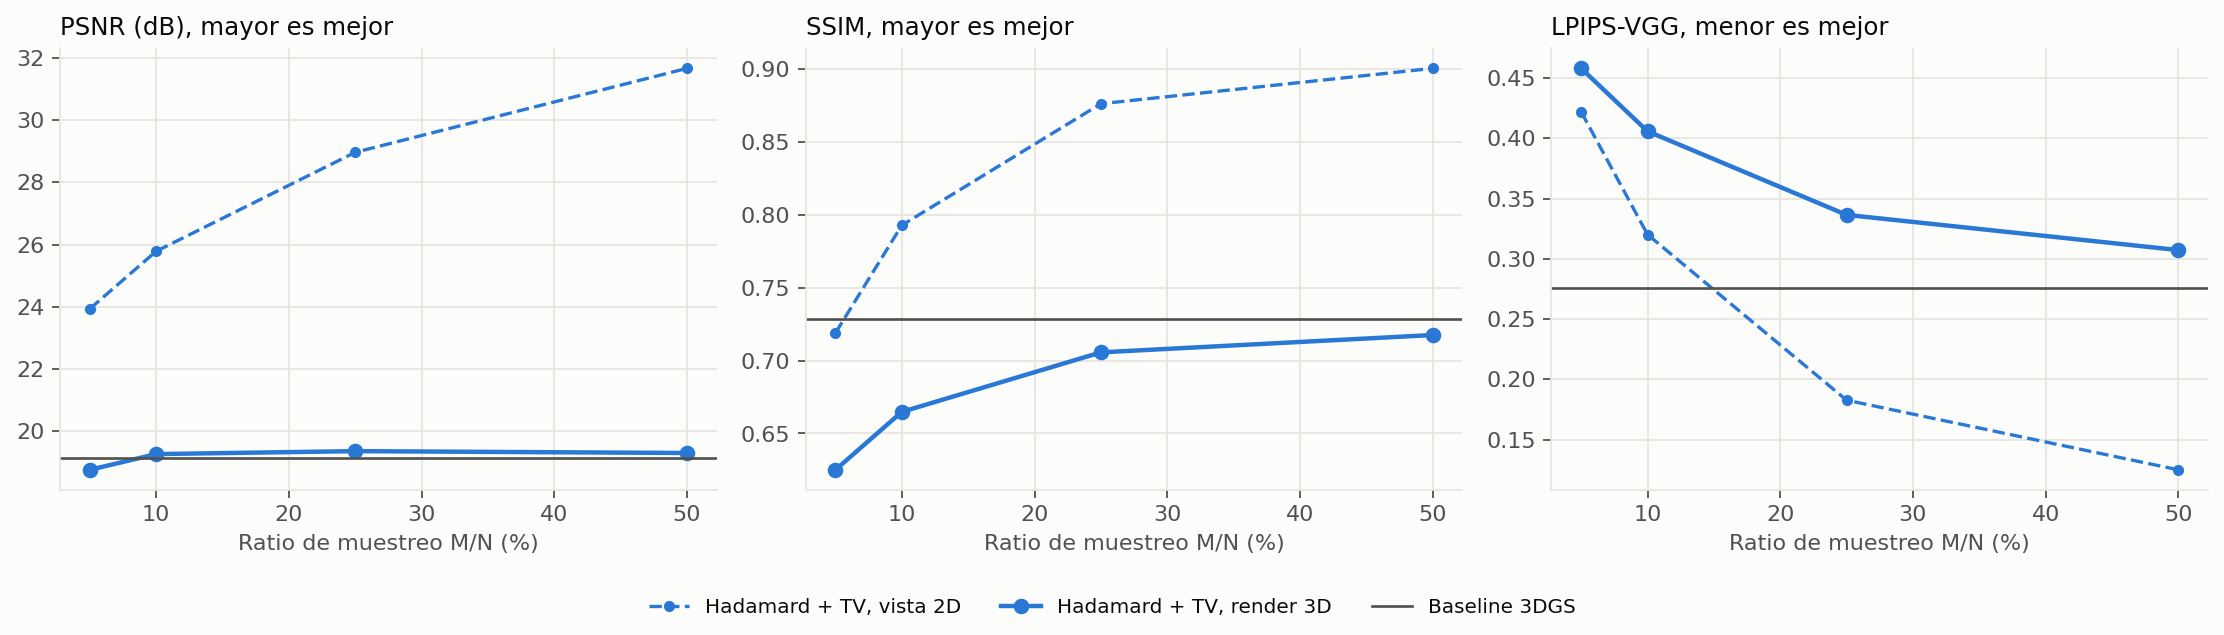 PSNR (dB), mayor es mejor
32
30
28
26
24
22
20
10 20 30 40 50
Ratio de muestreo M/N (%)
SSIM, mayor es mejor
0.90
0.85
0.80
0.75
0.70
0.65
10 20 30 40 50
Ratio de muestreo M/N (%)
LPIPS-VGG, menor es mejor
0.45
0.40
0.35
0.30
0.25
0.20
0.15
10 20 30 40 50
Ratio de muestreo M/N (%)
Hadamard + TV, vista 2D Hadamard + TV, render 3D Baseline 3DGS